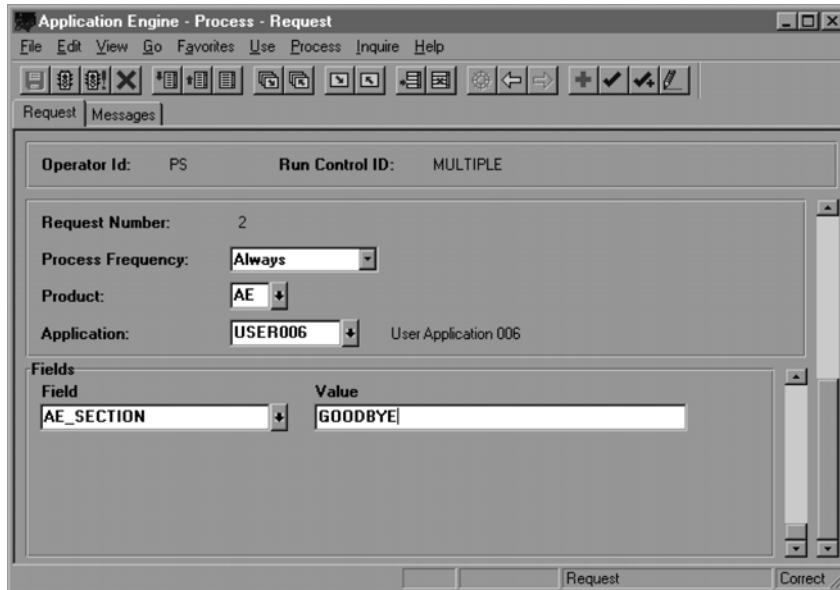 Application Engine - Process - Request
File Edit View Go Favorites Use Process Inquire Help
Request Messages
Operator Id: PS Run Control ID: MULTIPLE
Request Number: 2
Process Frequency: Always
Product: AE
Application: USER006 User Application 006
Fields
Field Value
AE_SECTION GOODBYE
Request Correct